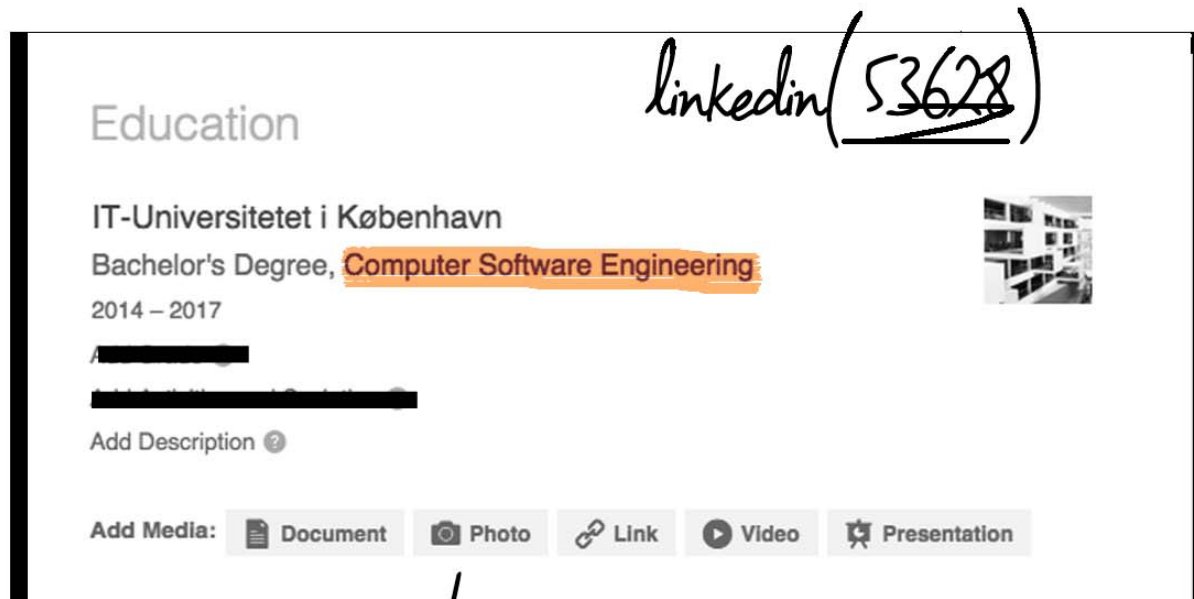 linkedin(53628)
Education
IT-Universitetet i København
Bachelor's Degree, Computer Software Engineering
2014 – 2017
Add Description ?
Add Media: Document Photo Link Video Presentation